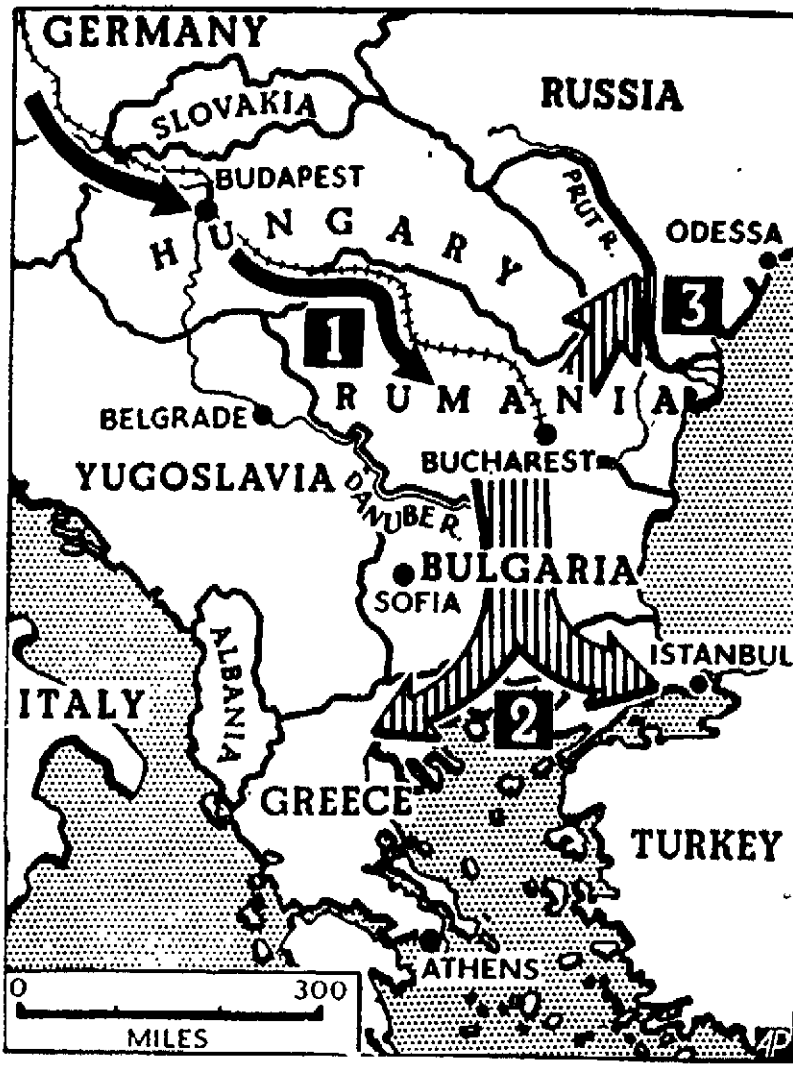 GERMANY
SLOVAKIA
RUSSIA
BUDAPEST
PRUT R.
HUNGARY
ODESSA
1
3
RUMANIA
BELGRADE
BUCHAREST
YUGOSLAVIA
DANUBE R.
BULGARIA
SOFIA
ALBANIA
ISTANBUL
ITALY
2
GREECE
TURKEY
ATHENS
0 300
MILES
AP